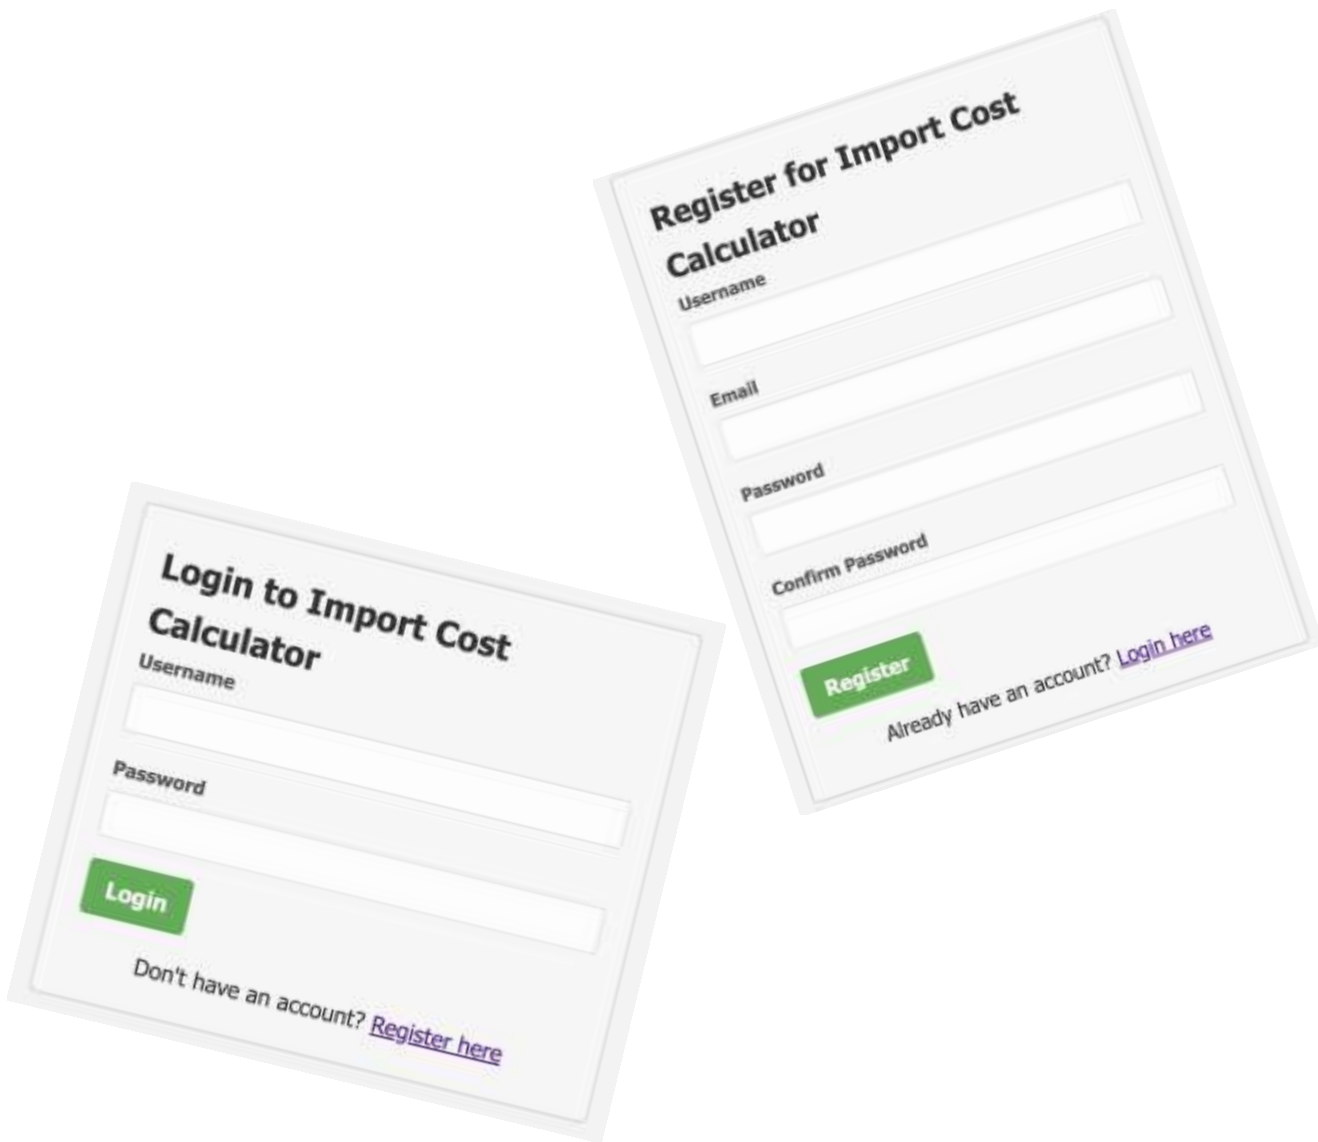 Register for Import Cost
Calculator
Username
Email
Password
Confirm Password
Register
Already have an account? Login here
Login to Import Cost
Calculator
Username
Password
Login
Don't have an account? Register here